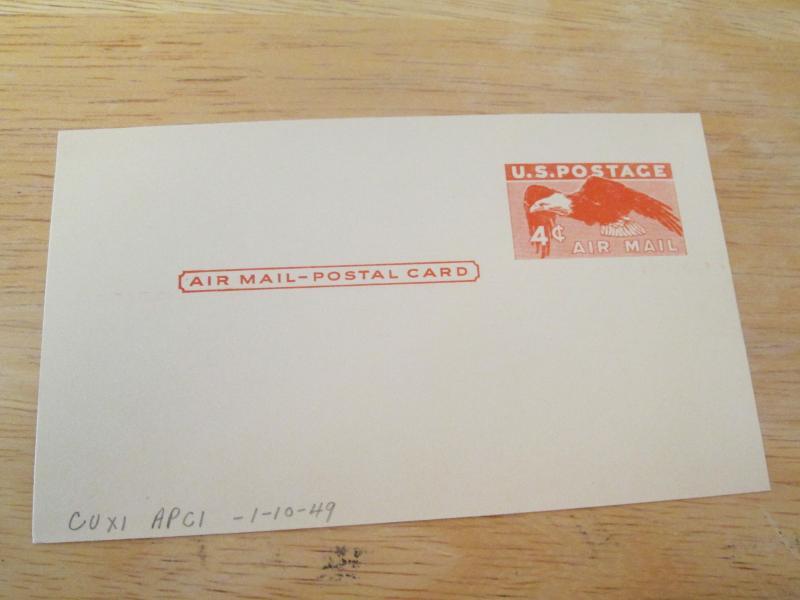 U.S.POSTAGE
4¢
AIR MAIL
AIR MAIL–POSTAL CARD
CUX1 APC1 -1-10-49